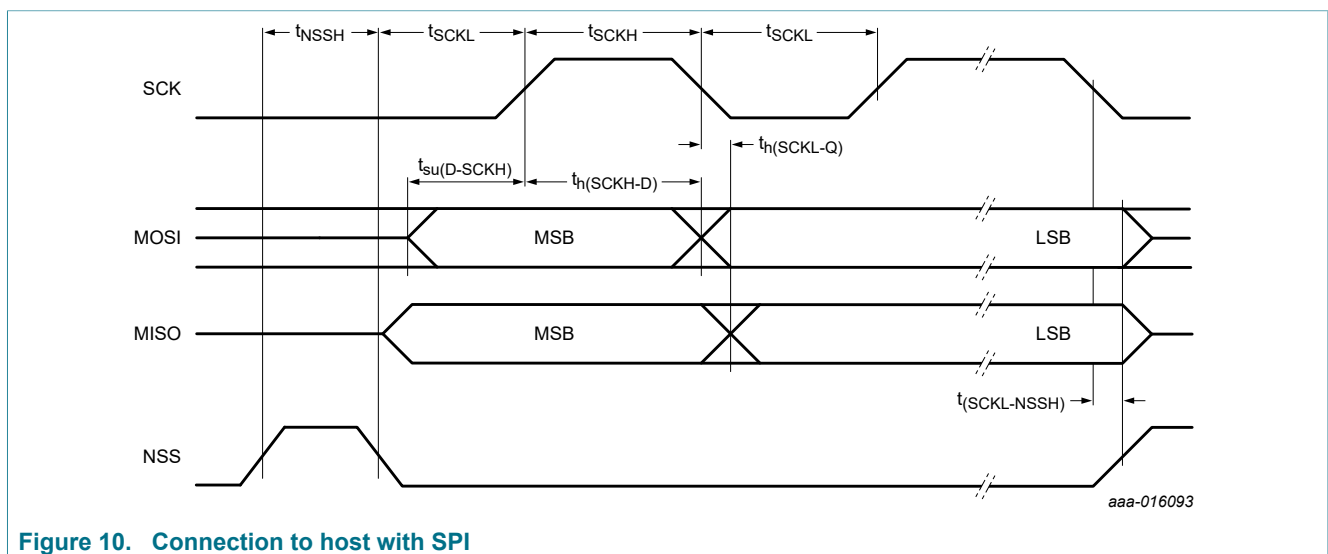 tNSSH tSCKL tSCKH tSCKL
SCK
th(SCKL-Q)
tsu(D-SCKH)
th(SCKH-D)
MOSI MSB LSB
MISO MSB LSB
t(SCKL-NSSH)
NSS
aaa-016093
Figure 10. Connection to host with SPI